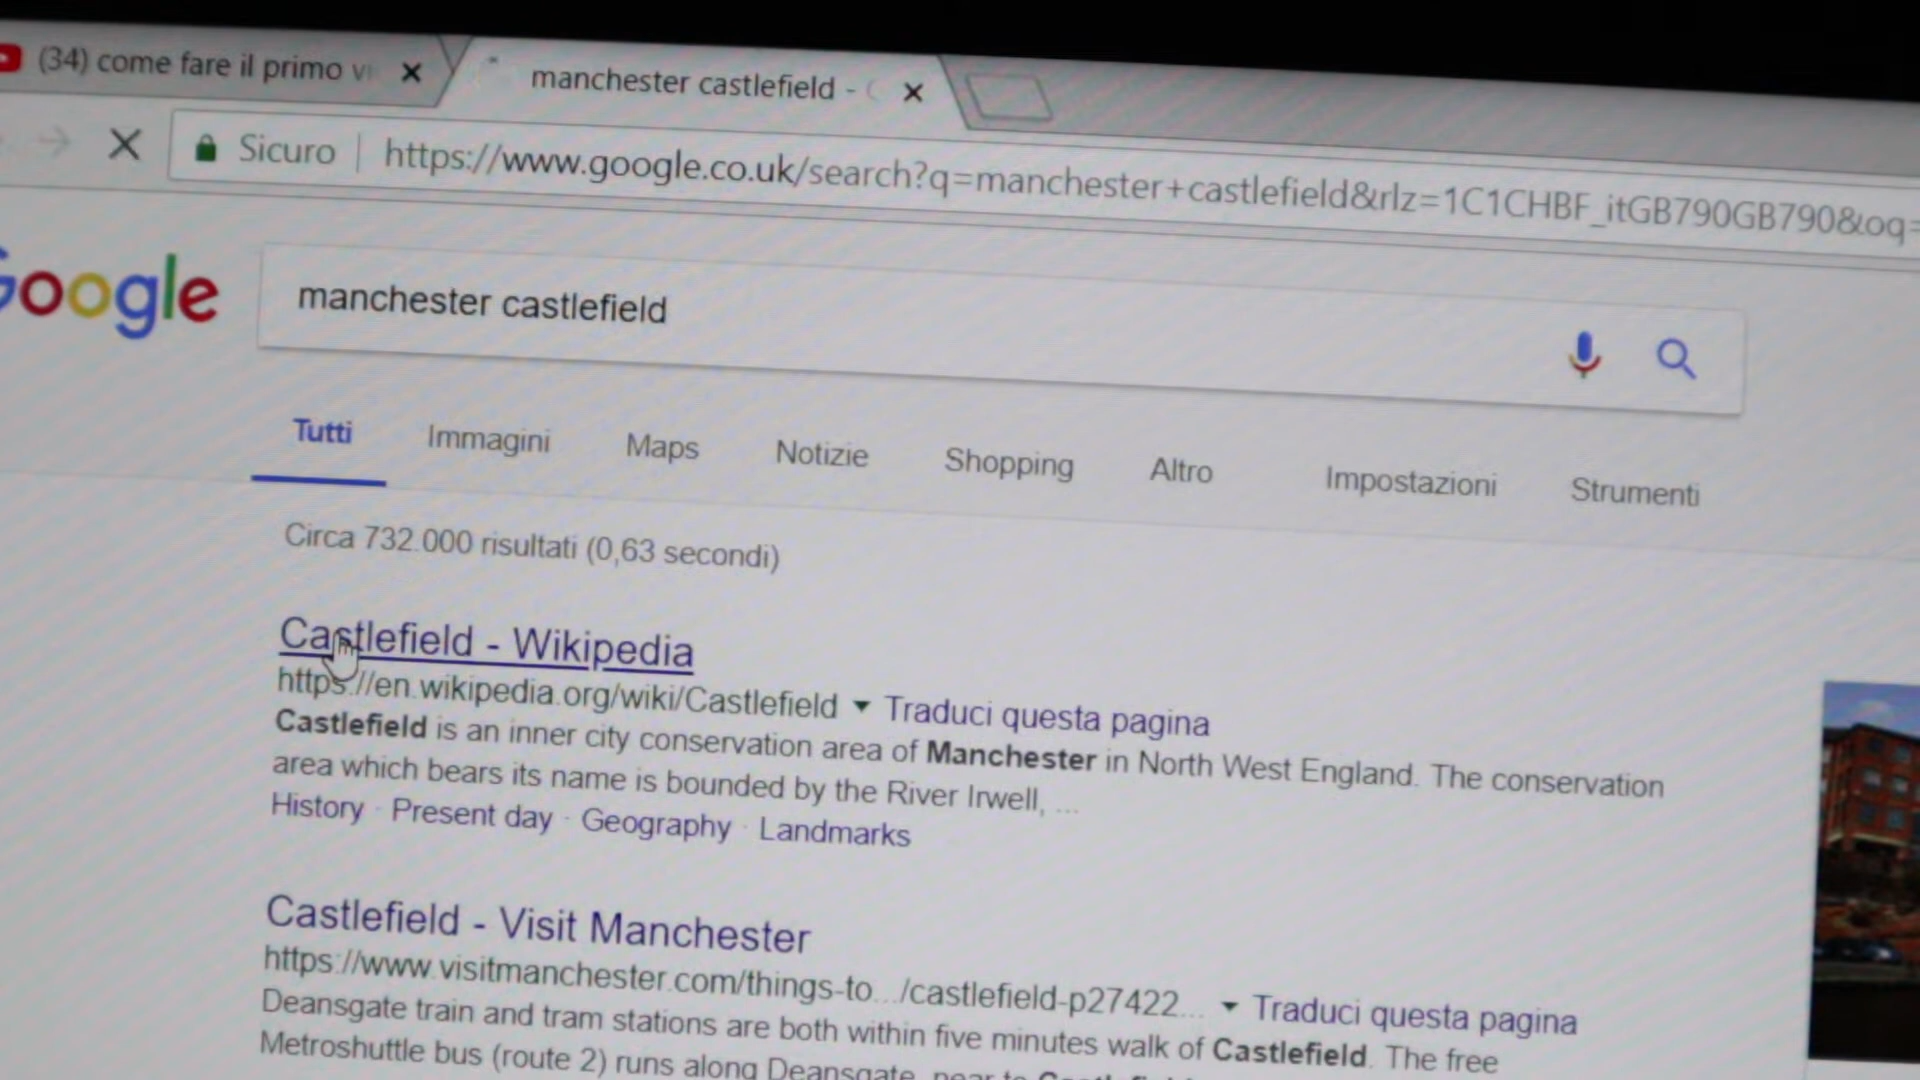 (34) come fare il primo
manchester castlefield -
Sicuro https://www.google.co.uk/search?q=manchester+castlefield&rlz=1C1CHBF_itGB790GB790&oq=
Google manchester castlefield
Tutti Immagini Maps Notizie Shopping Altro Impostazioni Strumenti
Circa 732.000 risultati (0,63 secondi)
Castlefield - Wikipedia
https://en.wikipedia.org/wiki/Castlefield ▼ Traduci questa pagina
Castlefield is an inner city conservation area of Manchester in North West England. The conservation
area which bears its name is bounded by the River Irwell, ...
History · Present day · Geography · Landmarks
Castlefield - Visit Manchester
https://www.visitmanchester.com/things-to.../castlefield-p27422... ▼ Traduci questa pagina
Deansgate train and tram stations are both within five minutes walk of Castlefield. The free
Metroshuttle bus (route 2) runs along Deansgate, near to